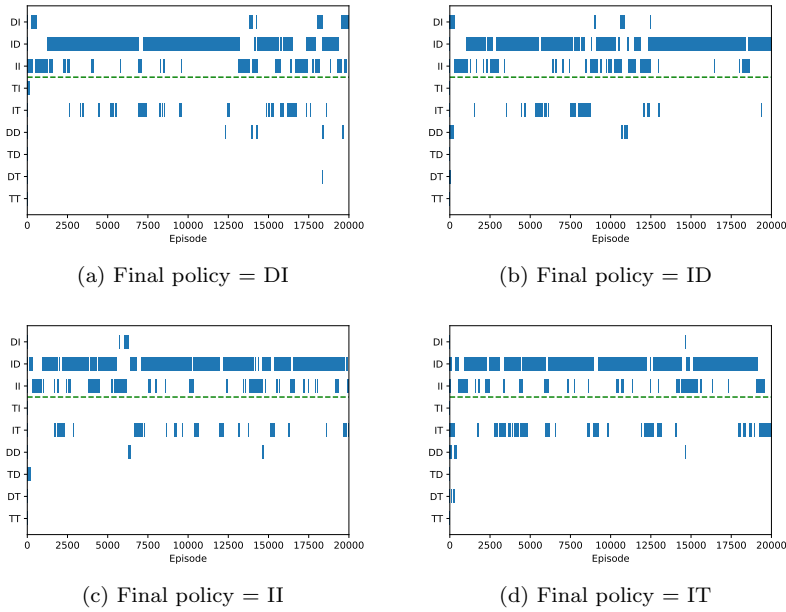 DI
ID
II
TI
IT
DD
TD
DT
TT
0 2500 5000 7500 10000 12500 15000 17500 20000
Episode
(a) Final policy = DI
DI
ID
II
TI
IT
DD
TD
DT
TT
0 2500 5000 7500 10000 12500 15000 17500 20000
Episode
(b) Final policy = ID
DI
ID
II
TI
IT
DD
TD
DT
TT
0 2500 5000 7500 10000 12500 15000 17500 20000
Episode
(c) Final policy = II
DI
ID
II
TI
IT
DD
TD
DT
TT
0 2500 5000 7500 10000 12500 15000 17500 20000
Episode
(d) Final policy = IT